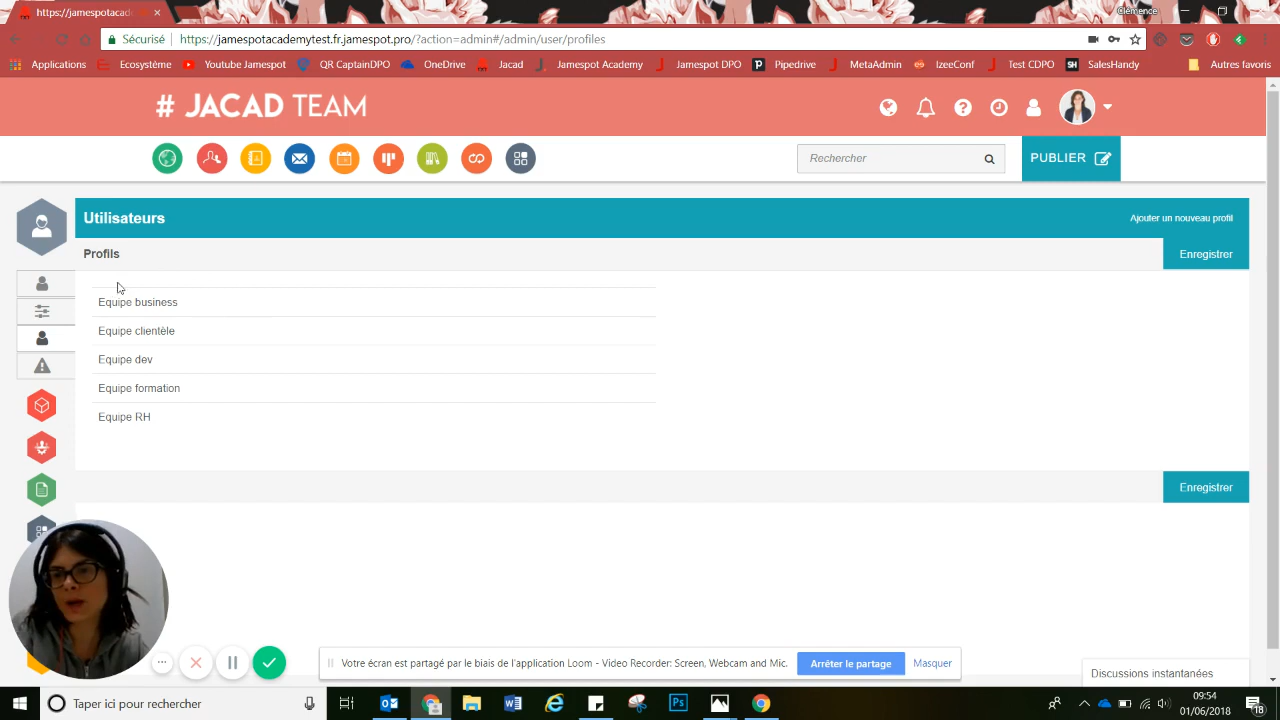 https://jamespotacad
Clémence
Sécurisé
https://jamespotacademytest.fr.jamespot.pro/?action=admin#/admin/user/profiles
Applications
Ecosystème
Youtube Jamespot
QR CaptainDPO
OneDrive
Jacad
Jamespot Academy
Jamespot DPO
Pipedrive
MetaAdmin
IzeeConf
Test CDPO
SalesHandy
Autres favoris
# JACAD TEAM
Rechercher
PUBLIER
Utilisateurs
Ajouter un nouveau profil
Profils
Enregistrer
Equipe business
Equipe clientèle
Equipe dev
Equipe formation
Equipe RH
Enregistrer
Votre écran est partagé par le biais de l'application Loom - Video Recorder: Screen, Webcam and Mic.
Arrêter le partage
Masquer
Discussions instantanées
Taper ici pour rechercher
09:54
01/06/2018
18